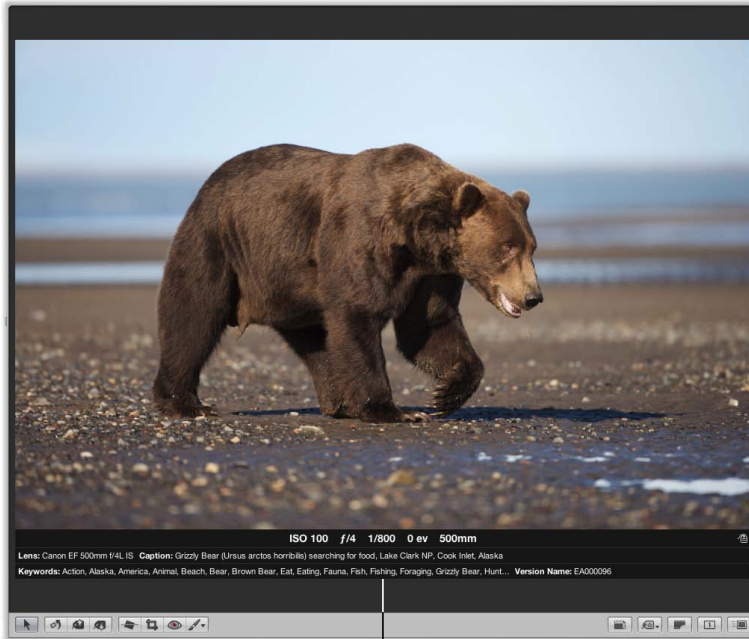 ISO 100 ƒ/4 1/800 0 ev 500mm
Lens: Canon EF 500mm f/4L IS Caption: Grizzly Bear (Ursus arctos horribilis) searching for food, Lake Clark NP, Cook Inlet, Alaska
Keywords: Action, Alaska, America, Animal, Beach, Bear, Brown Bear, Eat, Eating, Fauna, Fish, Fishing, Foraging, Grizzly Bear, Hunt... Version Name: EA000096
1